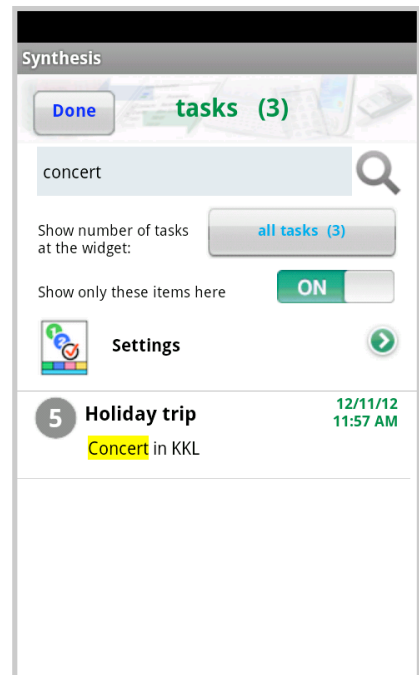 Synthesis
Done
tasks (3)
concert
Show number of tasks
at the widget:
all tasks (3)
Show only these items here
ON
Settings
5
Holiday trip
12/11/12
11:57 AM
Concert in KKL